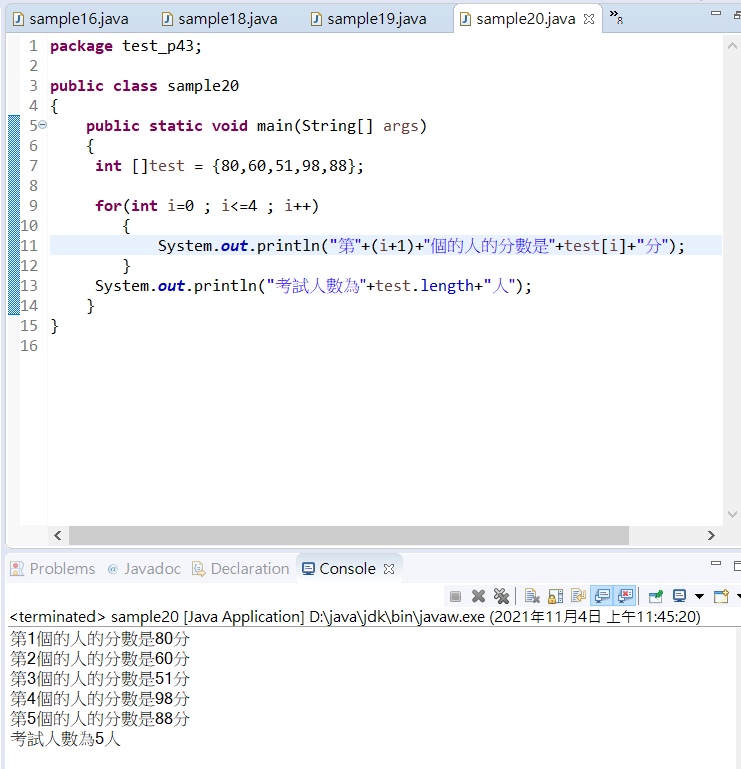 sample16.java sample18.java sample19.java sample20.java »8
1 package test_p43;
2
3 public class sample20
4 {
5 public static void main(String[] args)
6 {
7 int []test = {80,60,51,98,88};
8
9 for(int i=0 ; i<=4 ; i++)
10 {
11 System.out.println("第"+(i+1)+"個的人的分數是"+test[i]+"分");
12 }
13 System.out.println("考試人數為"+test.length+"人");
14 }
15 }
16
Problems @ Javadoc Declaration Console
<terminated> sample20 [Java Application] D:\java\jdk\bin\javaw.exe (2021年11月4日 上午11:45:20)
第1個的人的分數是80分
第2個的人的分數是60分
第3個的人的分數是51分
第4個的人的分數是98分
第5個的人的分數是88分
考試人數為5人